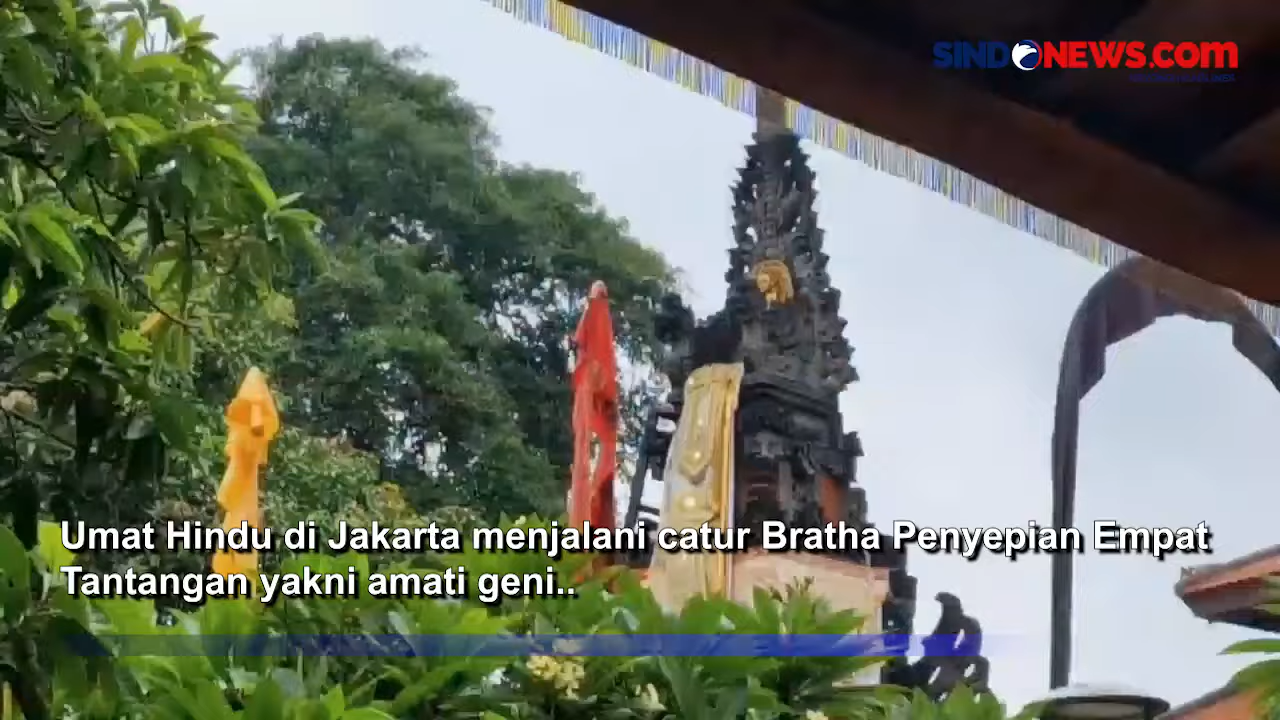 SINDONEWS.com
Umat Hindu di Jakarta menjalani catur Bratha Penyepian Empat
Tantangan yakni amati geni..